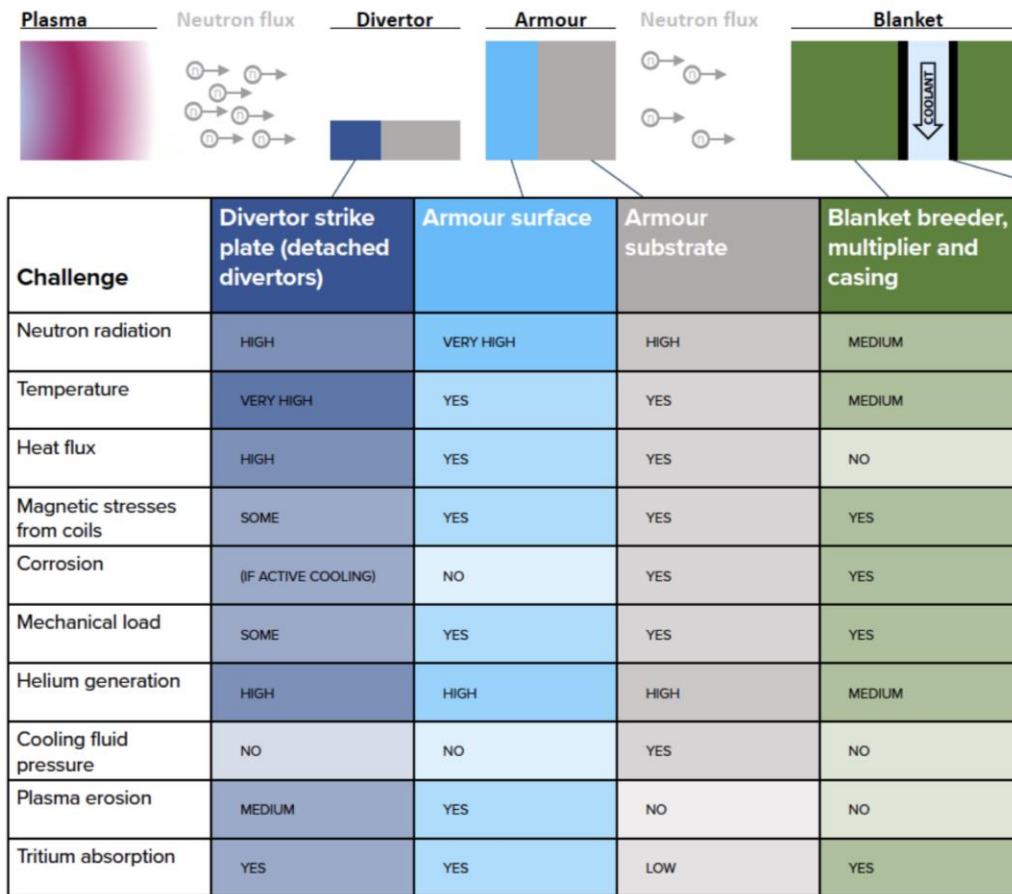 Plasma Neutron flux Divertor Armour Neutron flux Blanket
n n n n n n n n n n n n
COOLANT
Challenge
Divertor strike
plate (detached
divertors)
Armour surface
Armour
substrate
Blanket breeder,
multiplier and
casing
Neutron radiation
HIGH VERY HIGH HIGH MEDIUM
Temperature
VERY HIGH YES YES MEDIUM
Heat flux
HIGH YES YES NO
Magnetic stresses
from coils
SOME YES YES YES
Corrosion
(IF ACTIVE COOLING) NO YES YES
Mechanical load
SOME YES YES YES
Helium generation
HIGH HIGH HIGH MEDIUM
Cooling fluid
pressure
NO NO YES NO
Plasma erosion
MEDIUM YES NO NO
Tritium absorption
YES YES LOW YES